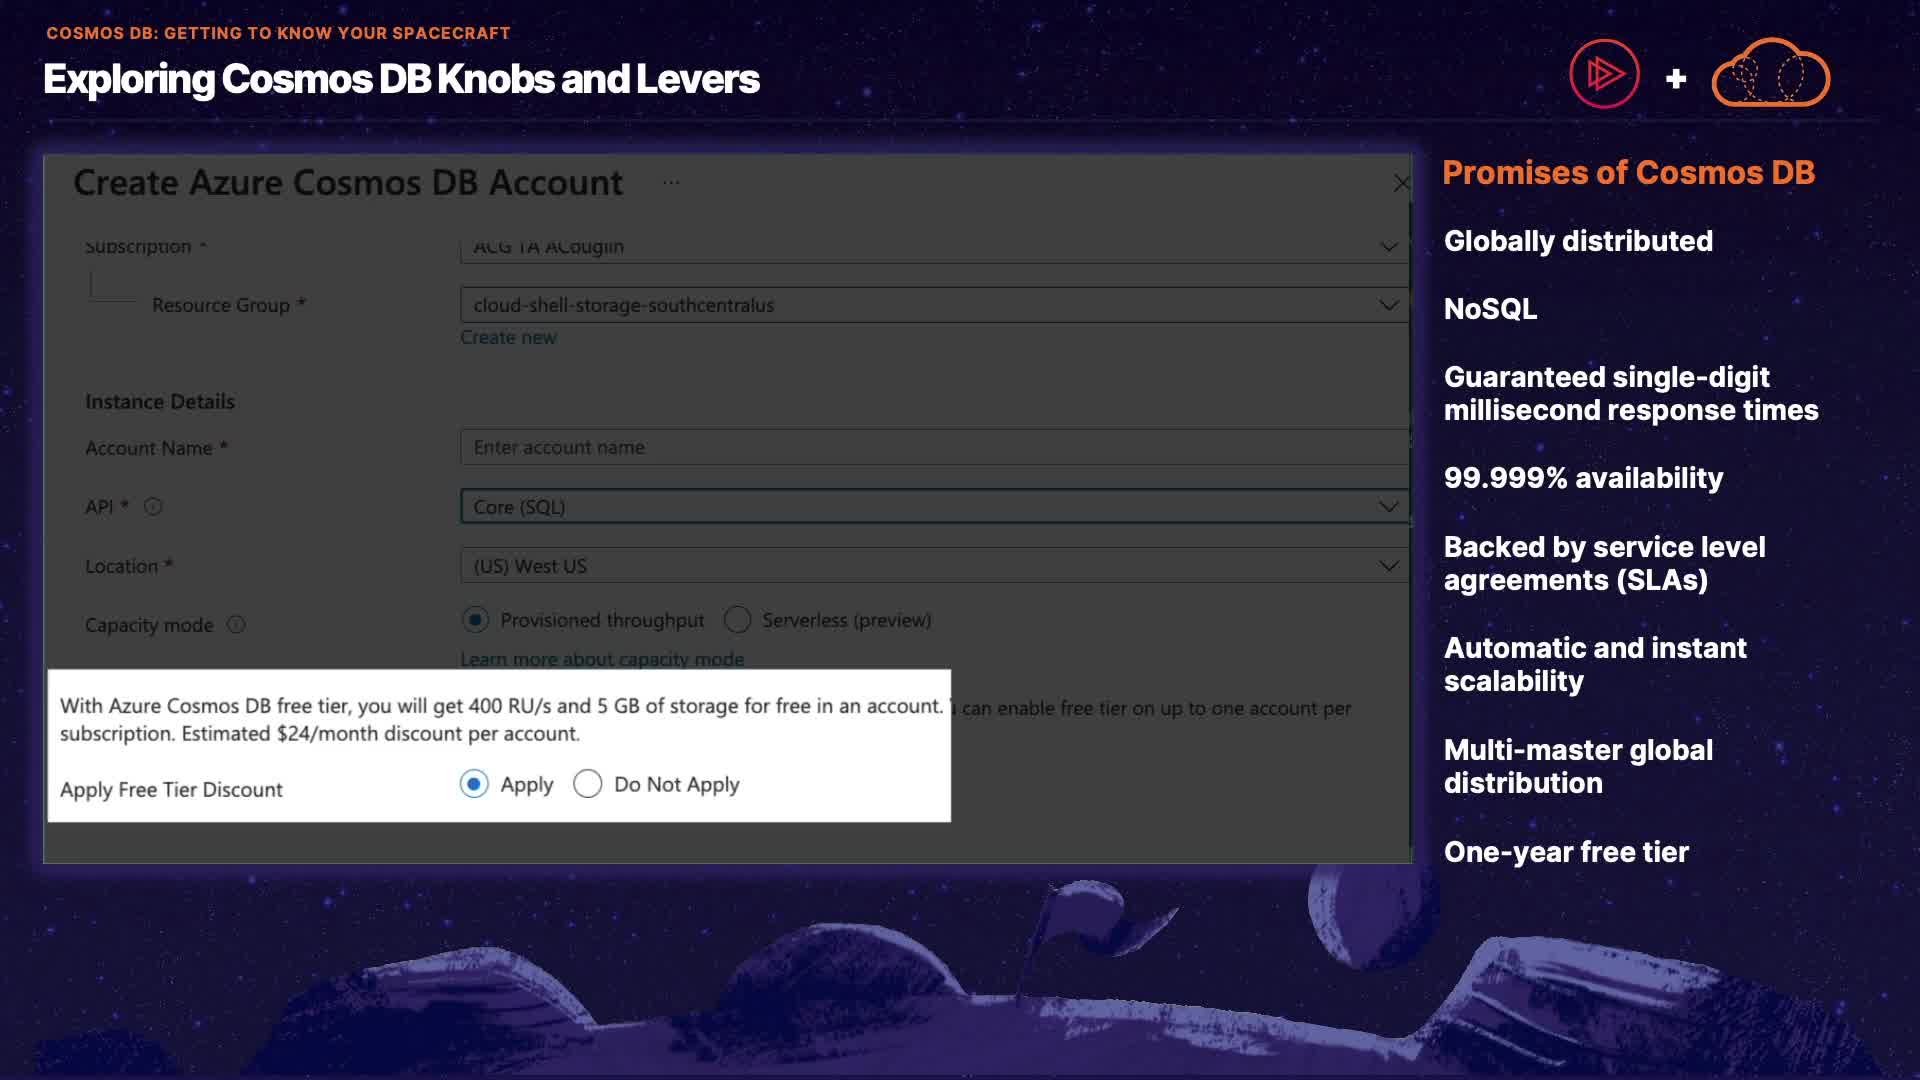 COSMOS DB: GETTING TO KNOW YOUR SPACECRAFT
Exploring Cosmos DB Knobs and Levers
+
Create Azure Cosmos DB Account ...
Subscription *
ACG TA ACouglin
Resource Group *
cloud-shell-storage-southcentralus
Create new
Instance Details
Account Name *
Enter account name
API *
Core (SQL)
Location *
(US) West US
Capacity mode
Provisioned throughput
Serverless (preview)
Learn more about capacity mode
With Azure Cosmos DB free tier, you will get 400 RU/s and 5 GB of storage for free in an account. can enable free tier on up to one account per
subscription. Estimated $24/month discount per account.
Apply Free Tier Discount
Apply
Do Not Apply
Promises of Cosmos DB
Globally distributed
NoSQL
Guaranteed single-digit
millisecond response times
99.999% availability
Backed by service level
agreements (SLAs)
Automatic and instant
scalability
Multi-master global
distribution
One-year free tier